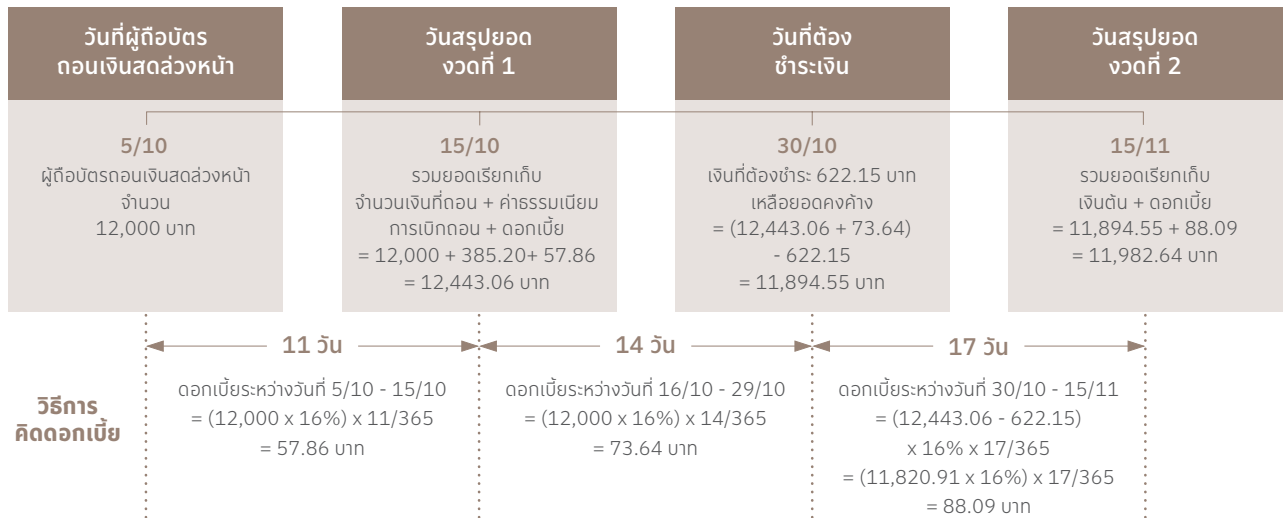 วันที่ผู้ถือบัตร
ถอนเงินสดล่วงหน้า
วันสรุปยอด
งวดที่ 1
วันที่ต้อง
ชำระเงิน
วันสรุปยอด
งวดที่ 2
5/10
ผู้ถือบัตรถอนเงินสดล่วงหน้า
จำนวน
12,000 บาท
15/10
รวมยอดเรียกเก็บ
จำนวนเงินที่ถอน + ค่าธรรมเนียม
การเบิกถอน + ดอกเบี้ย
= 12,000 + 385.20+ 57.86
= 12,443.06 บาท
30/10
เงินที่ต้องชำระ 622.15 บาท
เหลือยอดคงค้าง
= (12,443.06 + 73.64)
- 622.15
= 11,894.55 บาท
15/11
รวมยอดเรียกเก็บ
เงินต้น + ดอกเบี้ย
= 11,894.55 + 88.09
= 11,982.64 บาท
11 วัน
14 วัน
17 วัน
วิธีการ
คิดดอกเบี้ย
ดอกเบี้ยระหว่างวันที่ 5/10 - 15/10
= (12,000 x 16%) x 11/365
= 57.86 บาท
ดอกเบี้ยระหว่างวันที่ 16/10 - 29/10
= (12,000 x 16%) x 14/365
= 73.64 บาท
ดอกเบี้ยระหว่างวันที่ 30/10 - 15/11
= (12,443.06 - 622.15)
x 16% x 17/365
= (11,820.91 x 16%) x 17/365
= 88.09 บาท